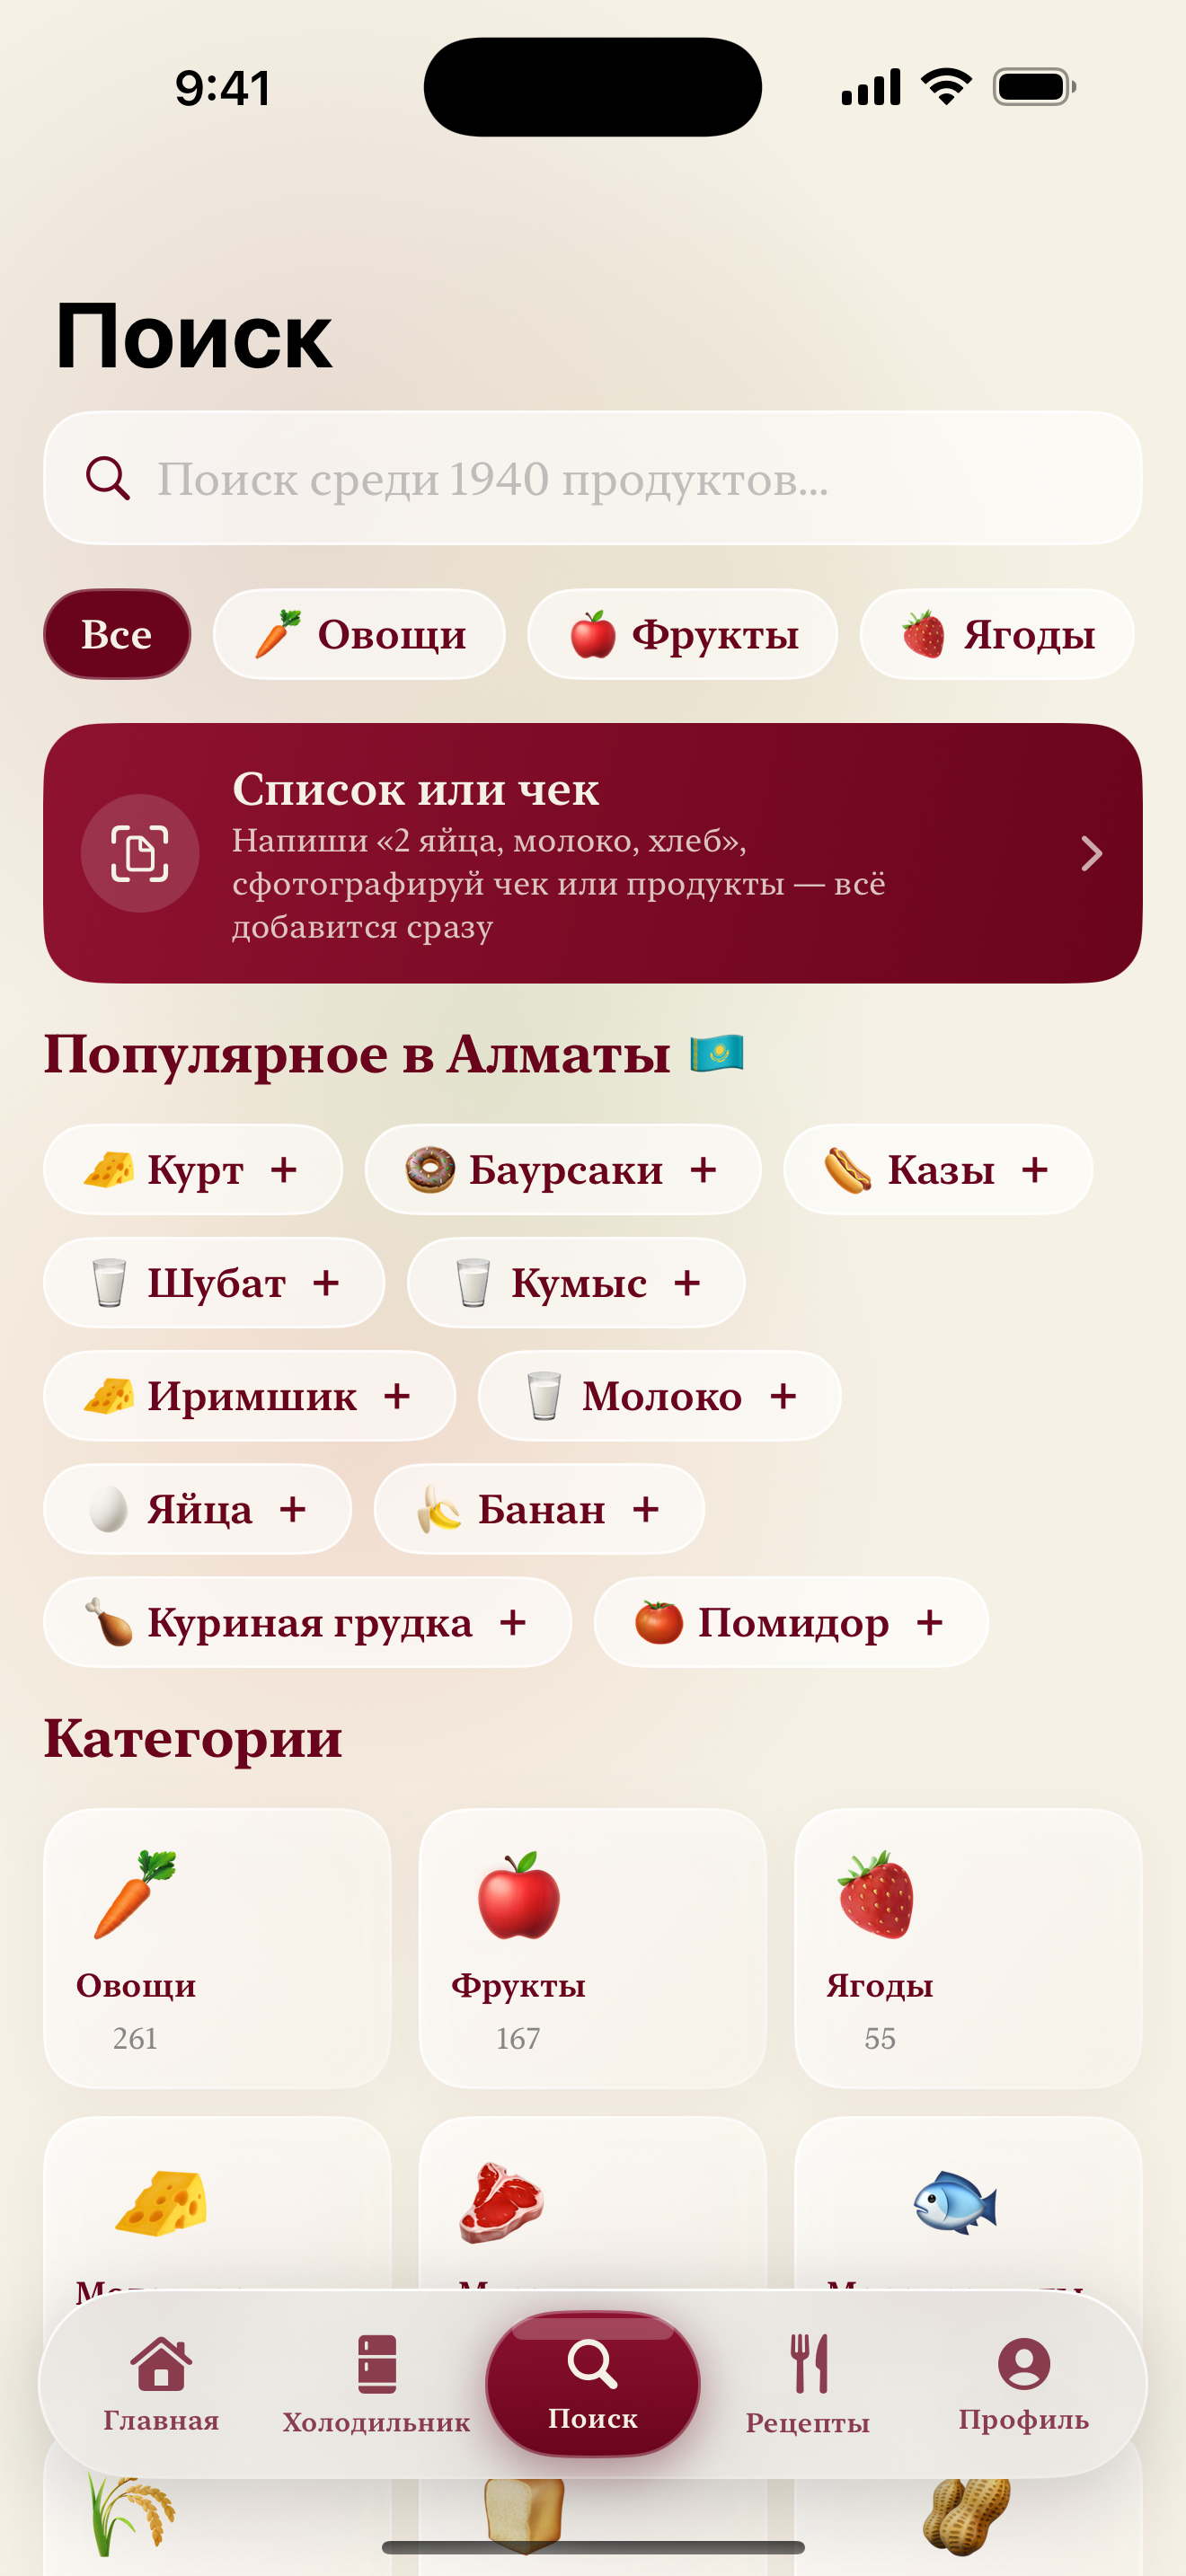 9:41
Поиск
Поиск среди 1940 продуктов...
Все
Овощи
Фрукты
Ягоды
Список или чек
Напиши «2 яйца, молоко, хлеб»,
сфотографируй чек или продукты — всё
добавится сразу
Популярное в Алматы
Курт +
Баурсаки +
Казы +
Шубат +
Кумыс +
Иримшик +
Молоко +
Яйца +
Банан +
Куриная грудка +
Помидор +
Категории
Овощи
Фрукты
Ягоды
261
167
55
Главная
Холодильник
Поиск
Рецепты
Профиль